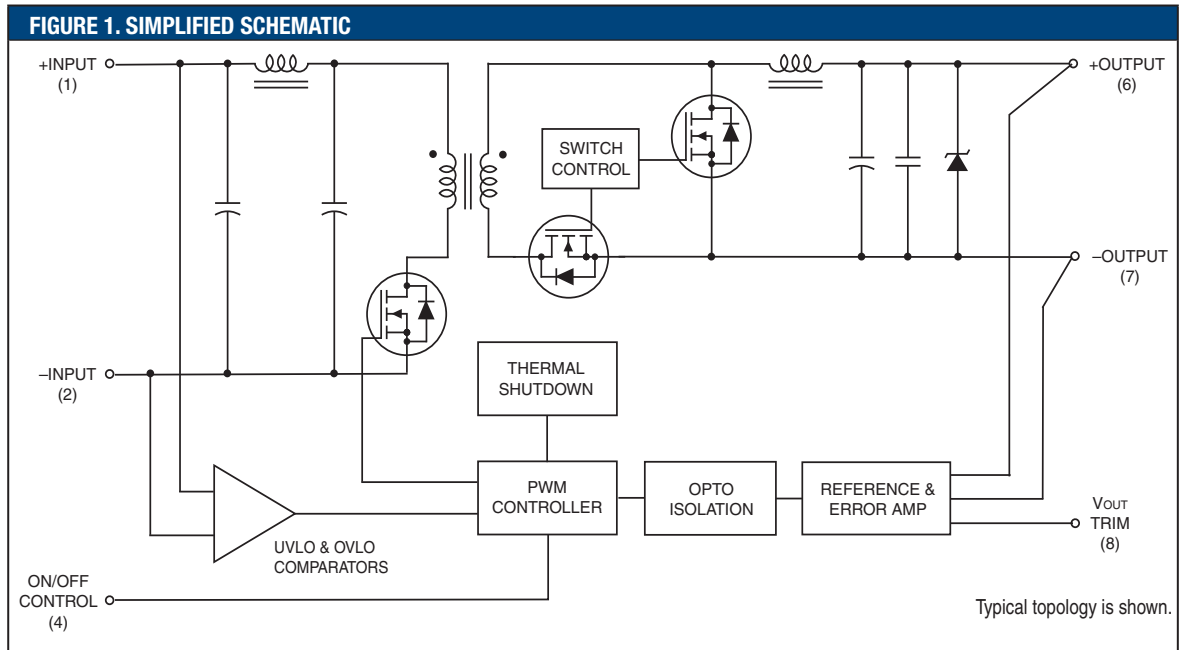 FIGURE 1. SIMPLIFIED SCHEMATIC
+INPUT
(1)
+OUTPUT
(6)
SWITCH
CONTROL
–OUTPUT
(7)
–INPUT
(2)
THERMAL
SHUTDOWN
PWM
CONTROLLER
OPTO
ISOLATION
REFERENCE &
ERROR AMP
VOUT
TRIM
(8)
UVLO & OVLO
COMPARATORS
ON/OFF
CONTROL
(4)
Typical topology is shown.